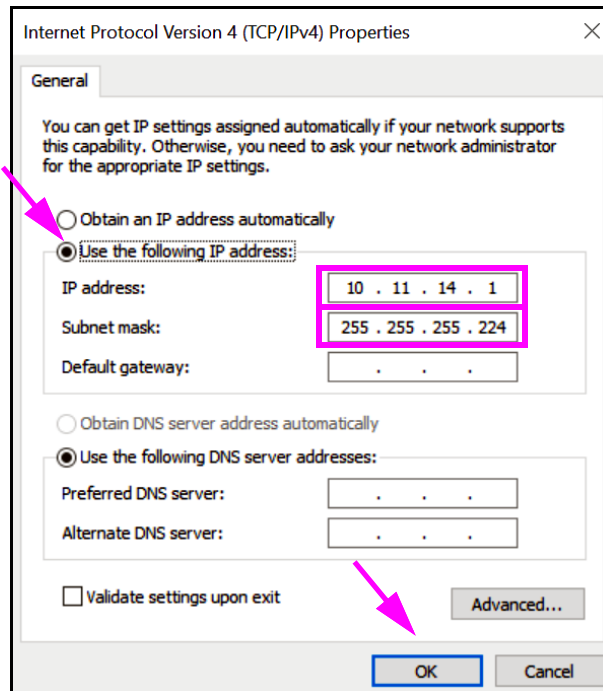 Internet Protocol Version 4 (TCP/IPv4) Properties
General
You can get IP settings assigned automatically if your network supports
this capability. Otherwise, you need to ask your network administrator
for the appropriate IP settings.
Obtain an IP address automatically
Use the following IP address:
IP address: 10 . 11 . 14 . 1
Subnet mask: 255 . 255 . 255 . 224
Default gateway: . . .
Obtain DNS server address automatically
Use the following DNS server addresses:
Preferred DNS server: . . .
Alternate DNS server: . . .
Validate settings upon exit
Advanced...
OK Cancel